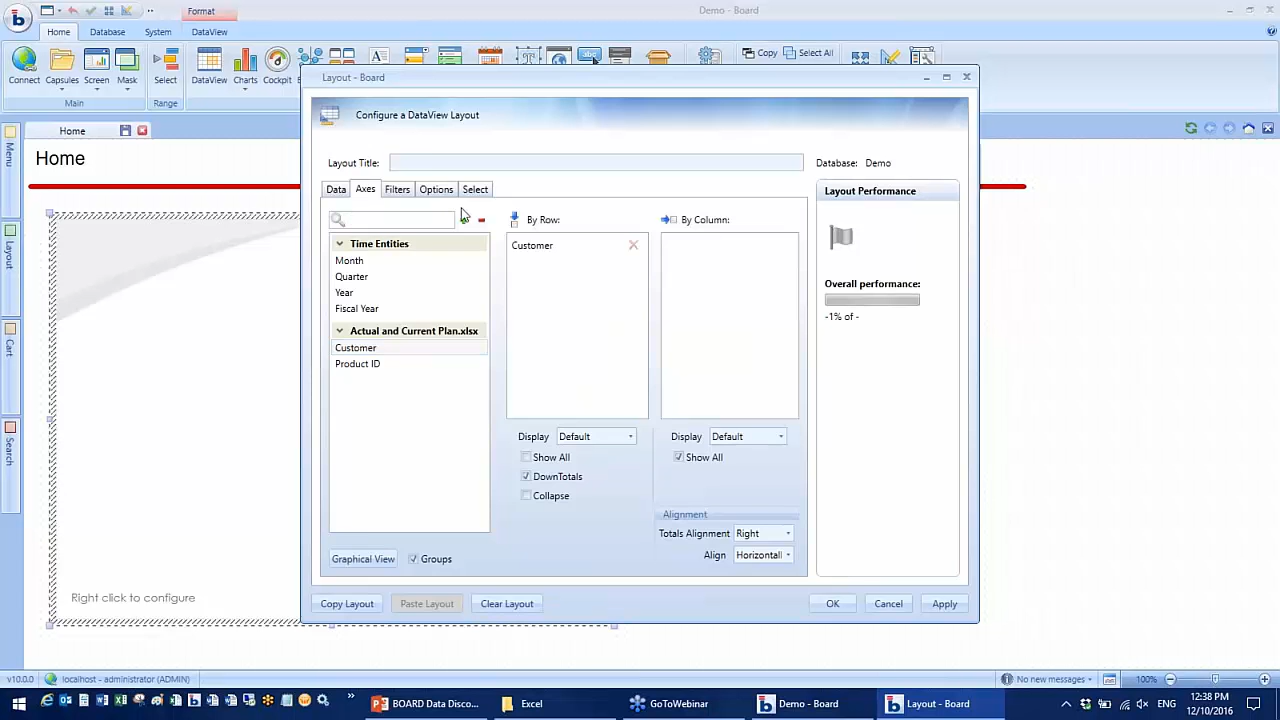 Format
Demo - Board
Home
Database
System
DataView
Connect
Capsules
Screen
Mask
Select
DataView
Charts
Cockpit
Copy
Select All
Main
Range
Layout - Board
Configure a DataView Layout
Home
Home
Menu
Layout
Cart
Search
Layout Title:
Database: Demo
Data
Axes
Filters
Options
Select
Layout Performance
By Row:
By Column:
Time Entities
Month
Quarter
Year
Fiscal Year
Actual and Current Plan.xlsx
Customer
Product ID
Customer
Overall performance:
-1% of -
Display Default
Show All
DownTotals
Collapse
Display Default
Show All
Alignment
Totals Alignment Right
Align Horizontall
Graphical View
Groups
Right click to configure
Copy Layout
Paste Layout
Clear Layout
OK
Cancel
Apply
v10.0.0
localhost - administrator (ADMIN)
No new messages
100%
BOARD Data Disco...
Excel
GoToWebinar
Demo - Board
Layout - Board
12:38 PM
12/10/2016